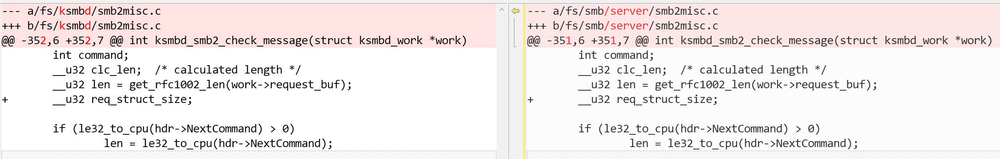 --- a/fs/ksmbd/smb2misc.c
+++ b/fs/ksmbd/smb2misc.c
@@ -352,6 +352,7 @@ int ksmbd_smb2_check_message(struct ksmbd_work *work)
        int command;
        __u32 clc_len;  /* calculated length */
        __u32 len = get_rfc1002_len(work->request_buf);
+       __u32 req_struct_size;
        if (le32_to_cpu(hdr->NextCommand) > 0)
                len = le32_to_cpu(hdr->NextCommand);
--- a/fs/smb/server/smb2misc.c
+++ b/fs/smb/server/smb2misc.c
@@ -351,6 +351,7 @@ int ksmbd_smb2_check_message(struct ksmbd_work *work)
        int command;
        __u32 clc_len;  /* calculated length */
        __u32 len = get_rfc1002_len(work->request_buf);
+       __u32 req_struct_size;
        if (le32_to_cpu(hdr->NextCommand) > 0)
                len = le32_to_cpu(hdr->NextCommand);